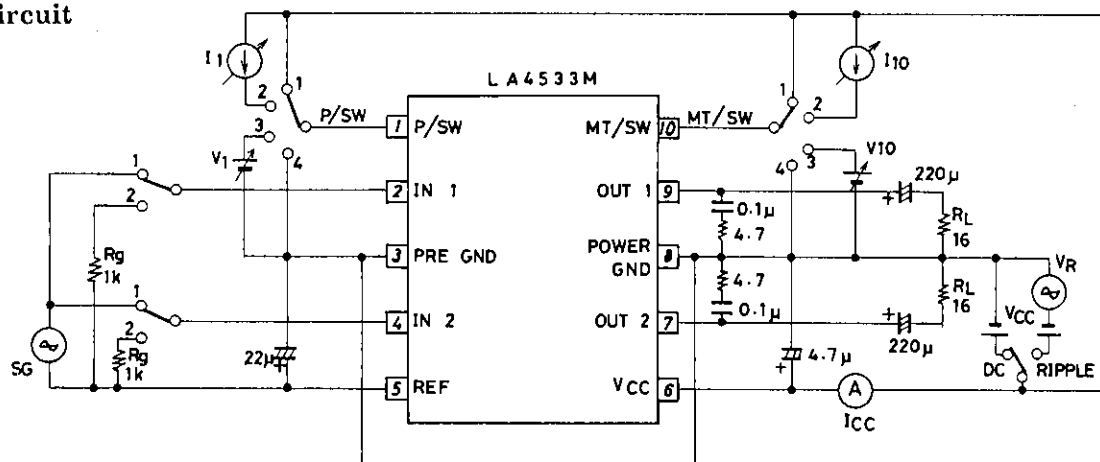 ircuit
LA4533M
I1
1
2
3
4
P/SW
V1
1 P/SW
2 IN 1
3 PRE GND
4 IN 2
5 REF
MT/SW 10
OUT 1 9
POWER GND 8
OUT 2 7
VCC 6
MT/SW
1
2
3
4
I10
V10
1
2
Rg
1k
1
2
Rg
1k
SG
22μ
+
0.1μ
4.7
4.7
0.1μ
+
220μ
RL
16
RL
16
+
220μ
+
4.7μ
A
ICC
VR
VCC
DC
RIPPLE